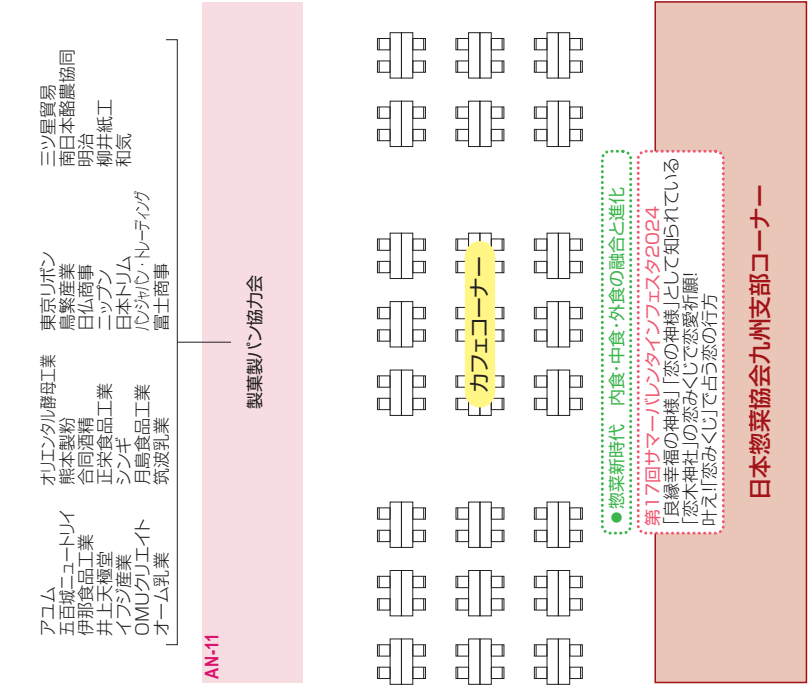 アユム
五百城ニュートリイ
伊那食品工業
井上天極堂
イフジ産業
OMUクリエイト
オーム乳業
オリエンタル酵母工業
熊本製粉
合同酒精
正栄食品工業
シンギ
月島食品工業
筑波乳業
東京リボン
鳥繁産業
日仏商事
ニップン
日本トリム
パンジャパン・トレーディング
富士商事
三ツ星貿易
南日本酪農協同
明治
柳井紙工
和気
AN-11
製菓製パン協力会
カフェコーナー
●惣菜新時代　内食・中食・外食の融合と進化
第17回サマーバレンタインフェスタ2024
「良縁幸福の神様」「恋の神様」として知られている
「恋木神社」の恋みくじで恋愛祈願!
叶え!「恋みくじ」で占う恋の行方
日本惣菜協会九州支部コーナー